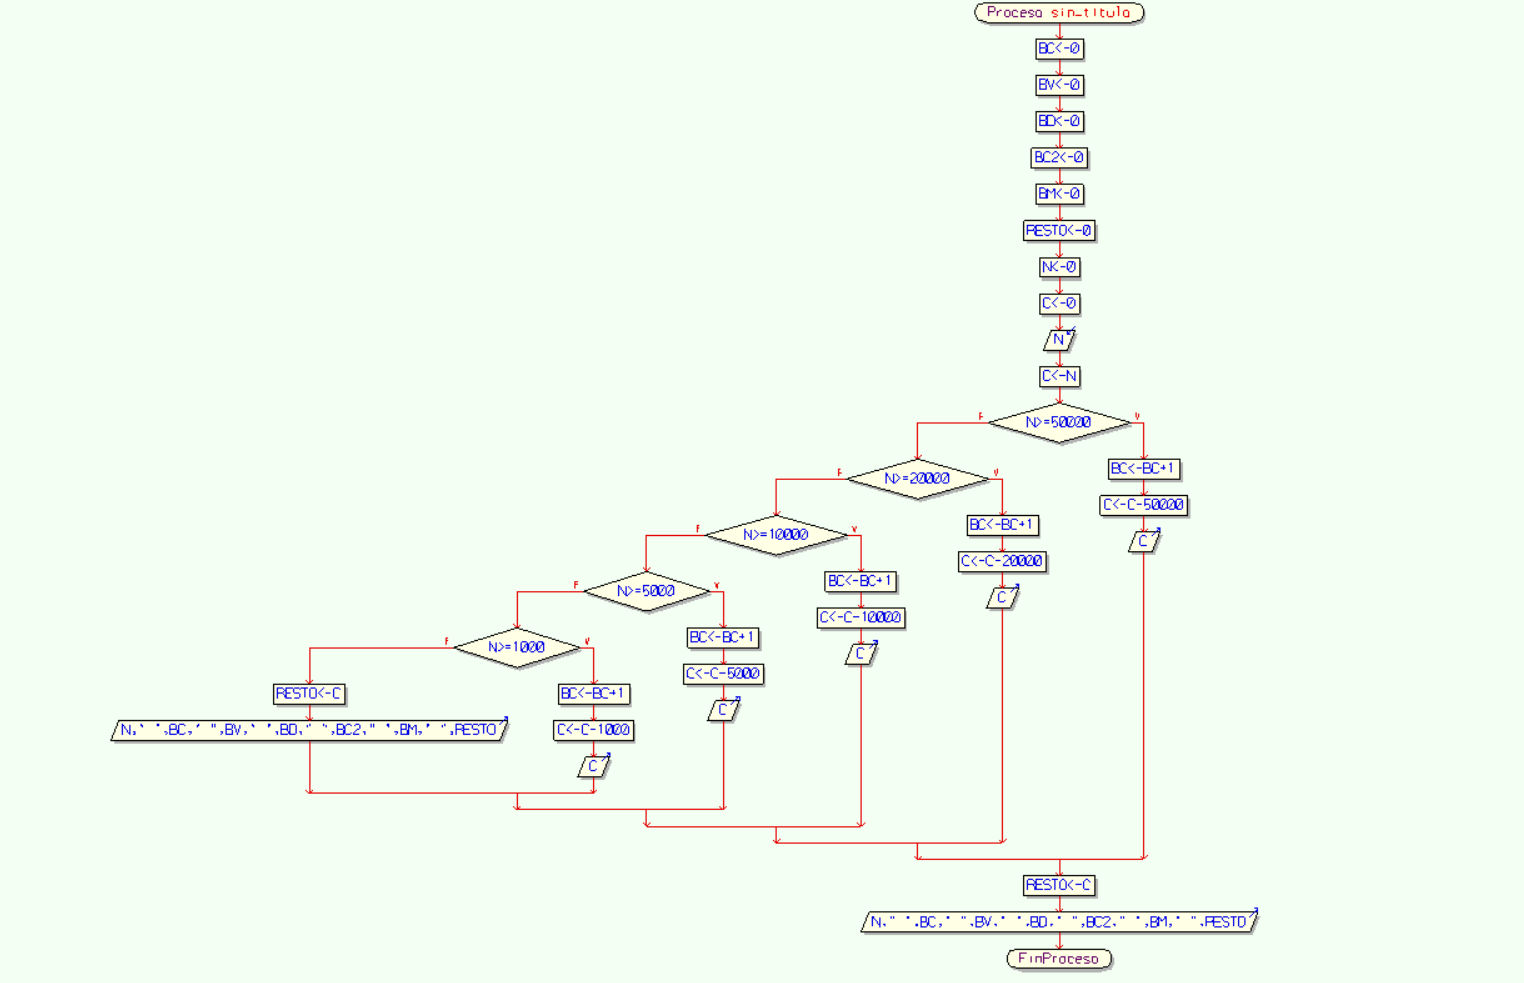 Proceso sin_titulo
BC<-0
BV<-0
BD<-0
BC2<-0
BM<-0
RESTO<-0
N<-0
C<-0
N
C<-N
N>=50000
F
V
BC<-BC+1
C<-C-50000
C
N>=20000
F
V
BC<-BC+1
C<-C-20000
C
N>=10000
F
V
BC<-BC+1
C<-C-10000
C
N>=5000
F
V
BC<-BC+1
C<-C-5000
C
N>=1000
F
V
BC<-BC+1
C<-C-1000
C
RESTO<-C
N," ",BC," ",BV," ",BD," ",BC2," ",BM," ",RESTO
RESTO<-C
N," ",BC," ",BV," ",BD," ",BC2," ",BM," ",RESTO
FinProceso